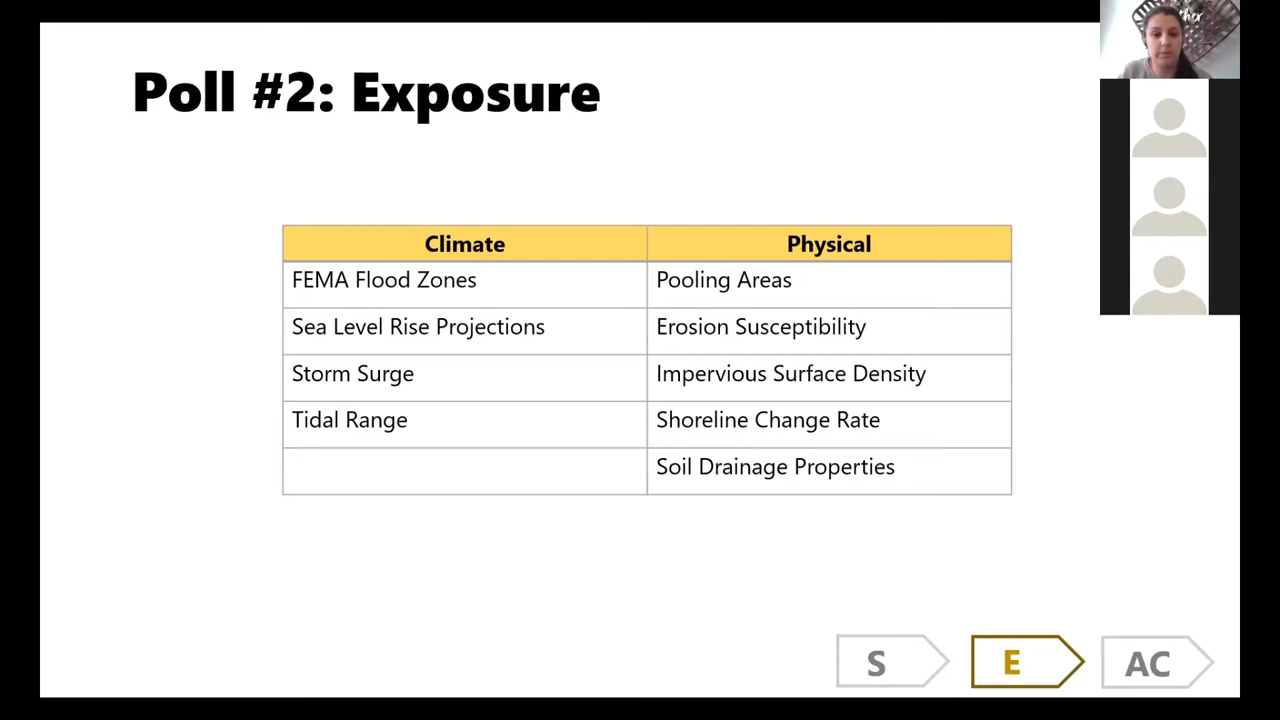 Poll #2: Exposure
Climate Physical
FEMA Flood Zones Pooling Areas
Sea Level Rise Projections Erosion Susceptibility
Storm Surge Impervious Surface Density
Tidal Range Shoreline Change Rate
Soil Drainage Properties
S E AC